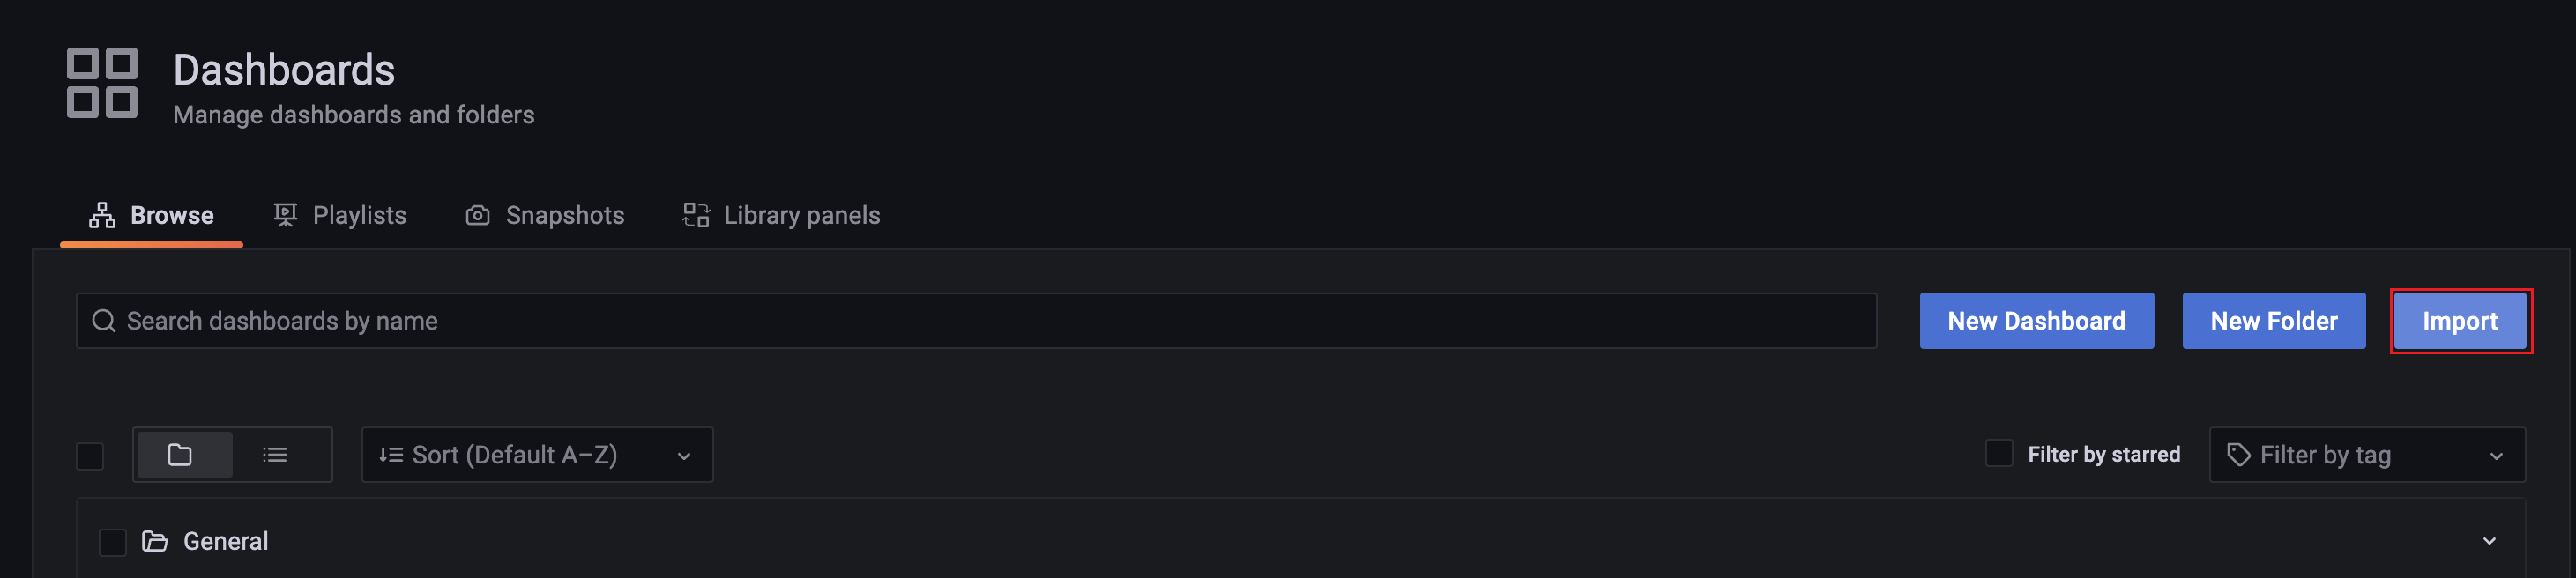 Dashboards
Manage dashboards and folders
Browse Playlists Snapshots Library panels
Search dashboards by name New Dashboard New Folder Import
Sort (Default A–Z) Filter by starred Filter by tag
General